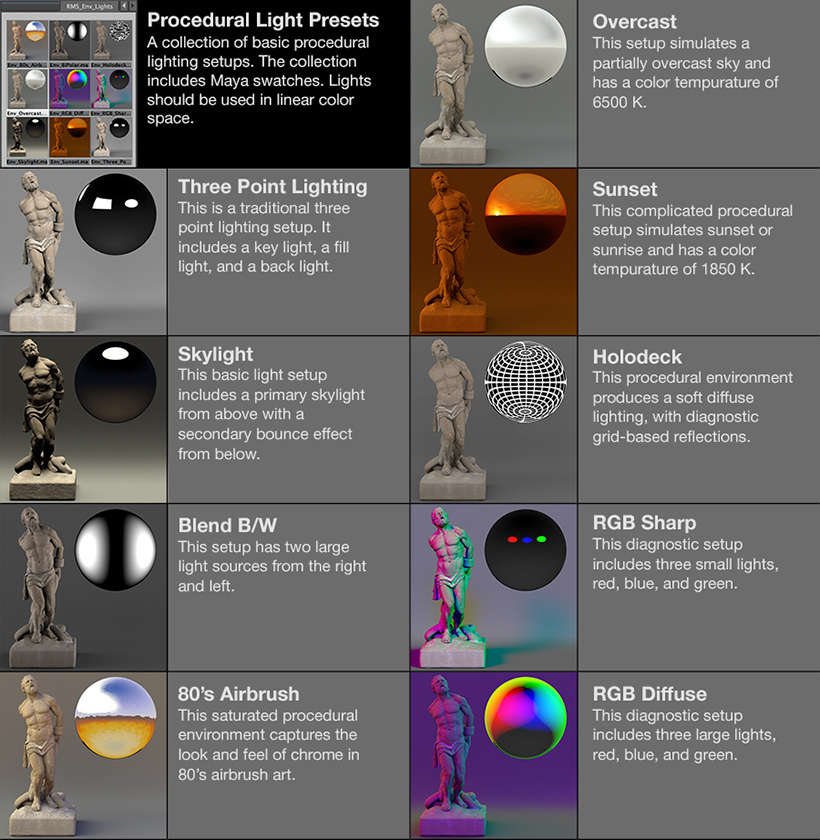 RMS_Env_Lights
Env_80s_Airb...
Env_BiPolar.ma
Env_Holodeck...
Env_Overcast...
Env_RGB_Diff...
Env_RGB_Shar...
Env_Skylight.ma
Env_Sunset.ma
Env_Three_Po...
Procedural Light Presets
A collection of basic procedural
lighting setups. The collection
includes Maya swatches. Lights
should be used in linear color
space.
Overcast
This setup simulates a
partially overcast sky and
has a color tempurature of
6500 K.
Three Point Lighting
This is a traditional three
point lighting setup. It
includes a key light, a fill
light, and a back light.
Sunset
This complicated procedural
setup simulates sunset or
sunrise and has a color
tempurature of 1850 K.
Skylight
This basic light setup
includes a primary skylight
from above with a
secondary bounce effect
from below.
Holodeck
This procedural environment
produces a soft diffuse
lighting, with diagnostic
grid-based reflections.
Blend B/W
This setup has two large
light sources from the right
and left.
RGB Sharp
This diagnostic setup
includes three small lights,
red, blue, and green.
80's Airbrush
This saturated procedural
environment captures the
look and feel of chrome in
80's airbrush art.
RGB Diffuse
This diagnostic setup
includes three large lights,
red, blue, and green.